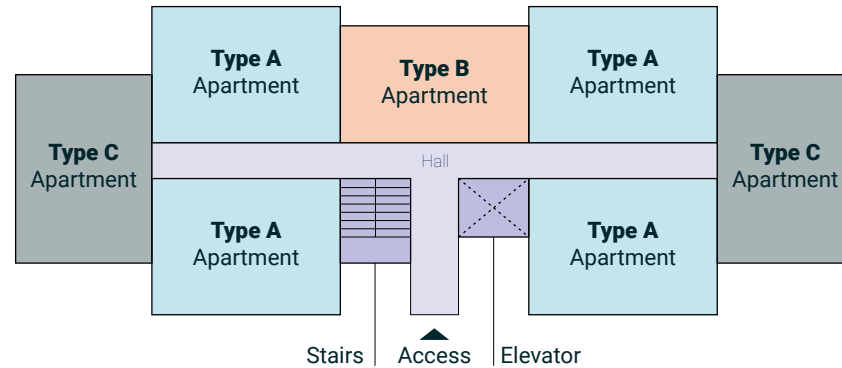 Type A
Apartment
Type B
Apartment
Type A
Apartment
Type C
Apartment
Hall
Type C
Apartment
Type A
Apartment
Type A
Apartment
Stairs
Access
Elevator